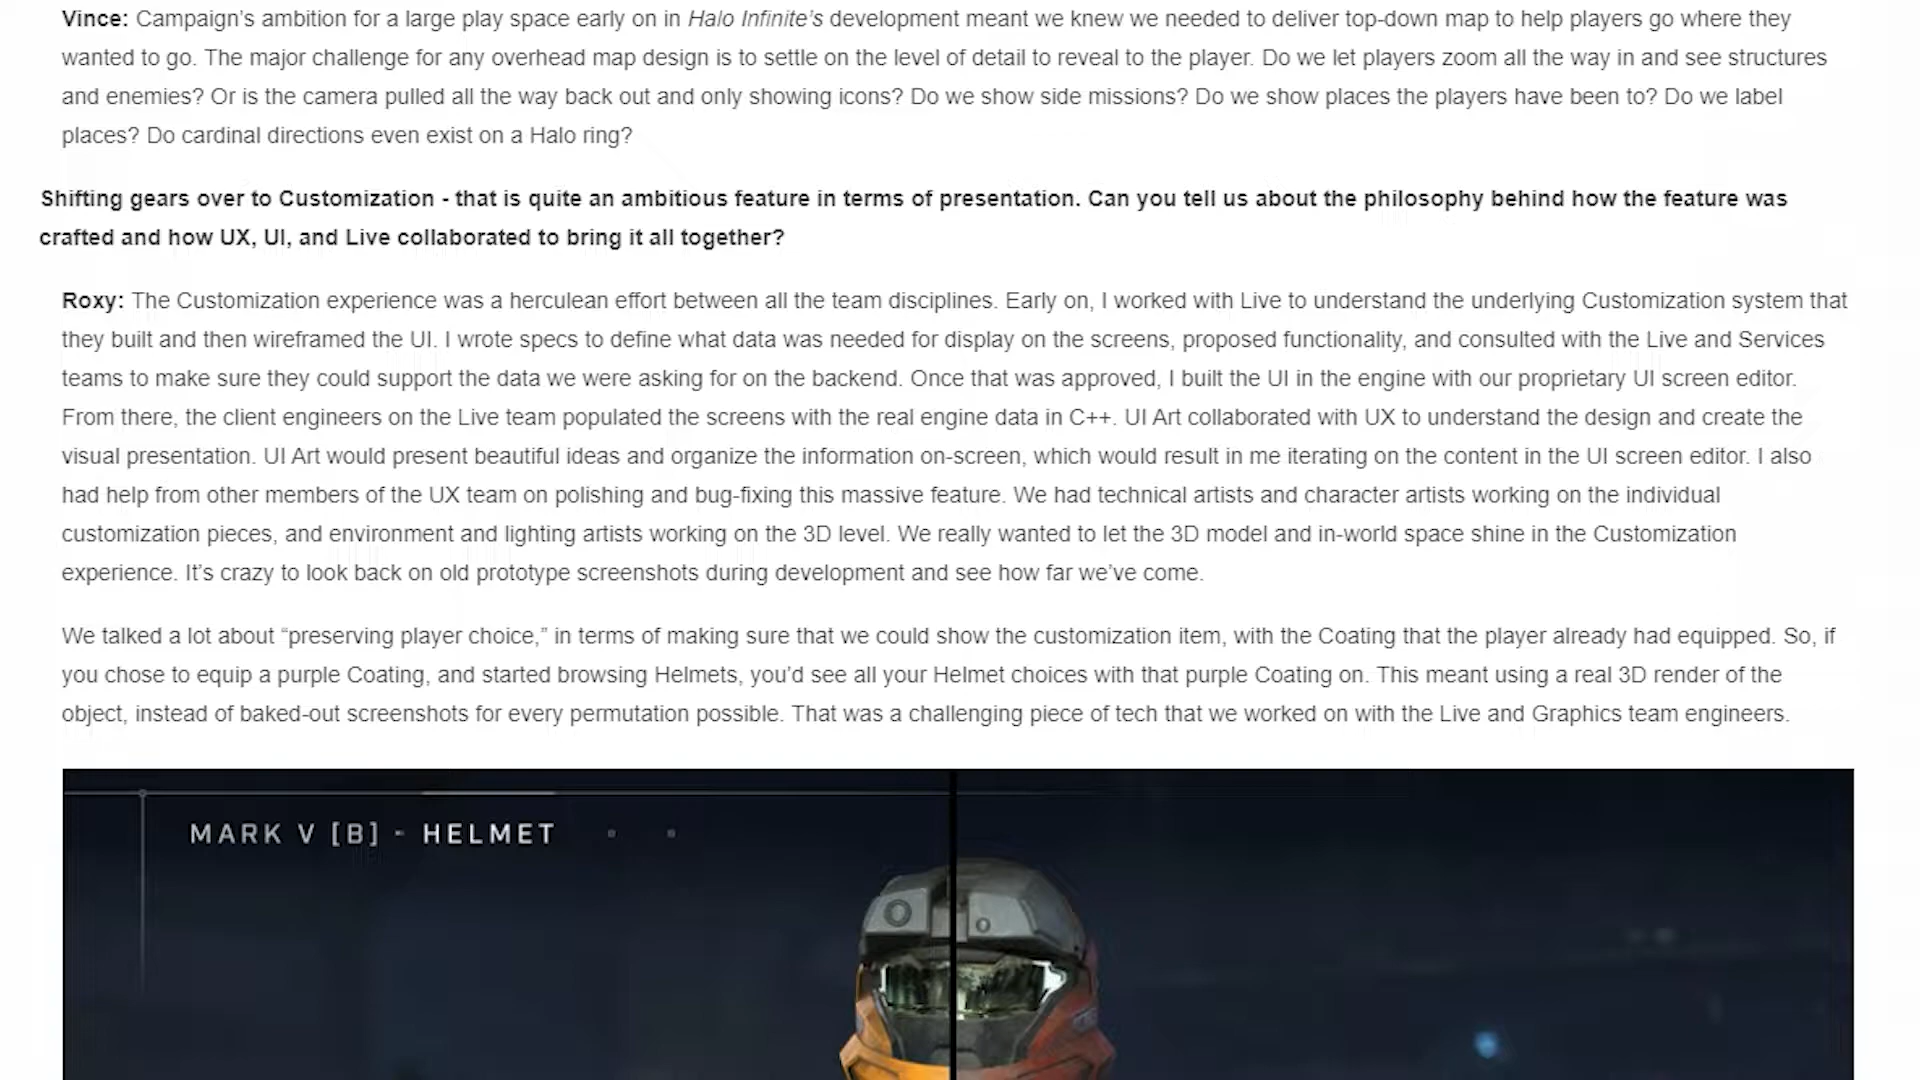 Vince: Campaign’s ambition for a large play space early on in Halo Infinite’s development meant we knew we needed to deliver top-down map to help players go where they
wanted to go. The major challenge for any overhead map design is to settle on the level of detail to reveal to the player. Do we let players zoom all the way in and see structures
and enemies? Or is the camera pulled all the way back out and only showing icons? Do we show side missions? Do we show places the players have been to? Do we label
places? Do cardinal directions even exist on a Halo ring?
Shifting gears over to Customization - that is quite an ambitious feature in terms of presentation. Can you tell us about the philosophy behind how the feature was
crafted and how UX, UI, and Live collaborated to bring it all together?
Roxy: The Customization experience was a herculean effort between all the team disciplines. Early on, I worked with Live to understand the underlying Customization system that
they built and then wireframed the UI. I wrote specs to define what data was needed for display on the screens, proposed functionality, and consulted with the Live and Services
teams to make sure they could support the data we were asking for on the backend. Once that was approved, I built the UI in the engine with our proprietary UI screen editor.
From there, the client engineers on the Live team populated the screens with the real engine data in C++. UI Art collaborated with UX to understand the design and create the
visual presentation. UI Art would present beautiful ideas and organize the information on-screen, which would result in me iterating on the content in the UI screen editor. I also
had help from other members of the UX team on polishing and bug-fixing this massive feature. We had technical artists and character artists working on the individual
customization pieces, and environment and lighting artists working on the 3D level. We really wanted to let the 3D model and in-world space shine in the Customization
experience. It’s crazy to look back on old prototype screenshots during development and see how far we’ve come.
We talked a lot about “preserving player choice,” in terms of making sure that we could show the customization item, with the Coating that the player already had equipped. So, if
you chose to equip a purple Coating, and started browsing Helmets, you’d see all your Helmet choices with that purple Coating on. This meant using a real 3D render of the
object, instead of baked-out screenshots for every permutation possible. That was a challenging piece of tech that we worked on with the Live and Graphics team engineers.
MARK V [B] - HELMET